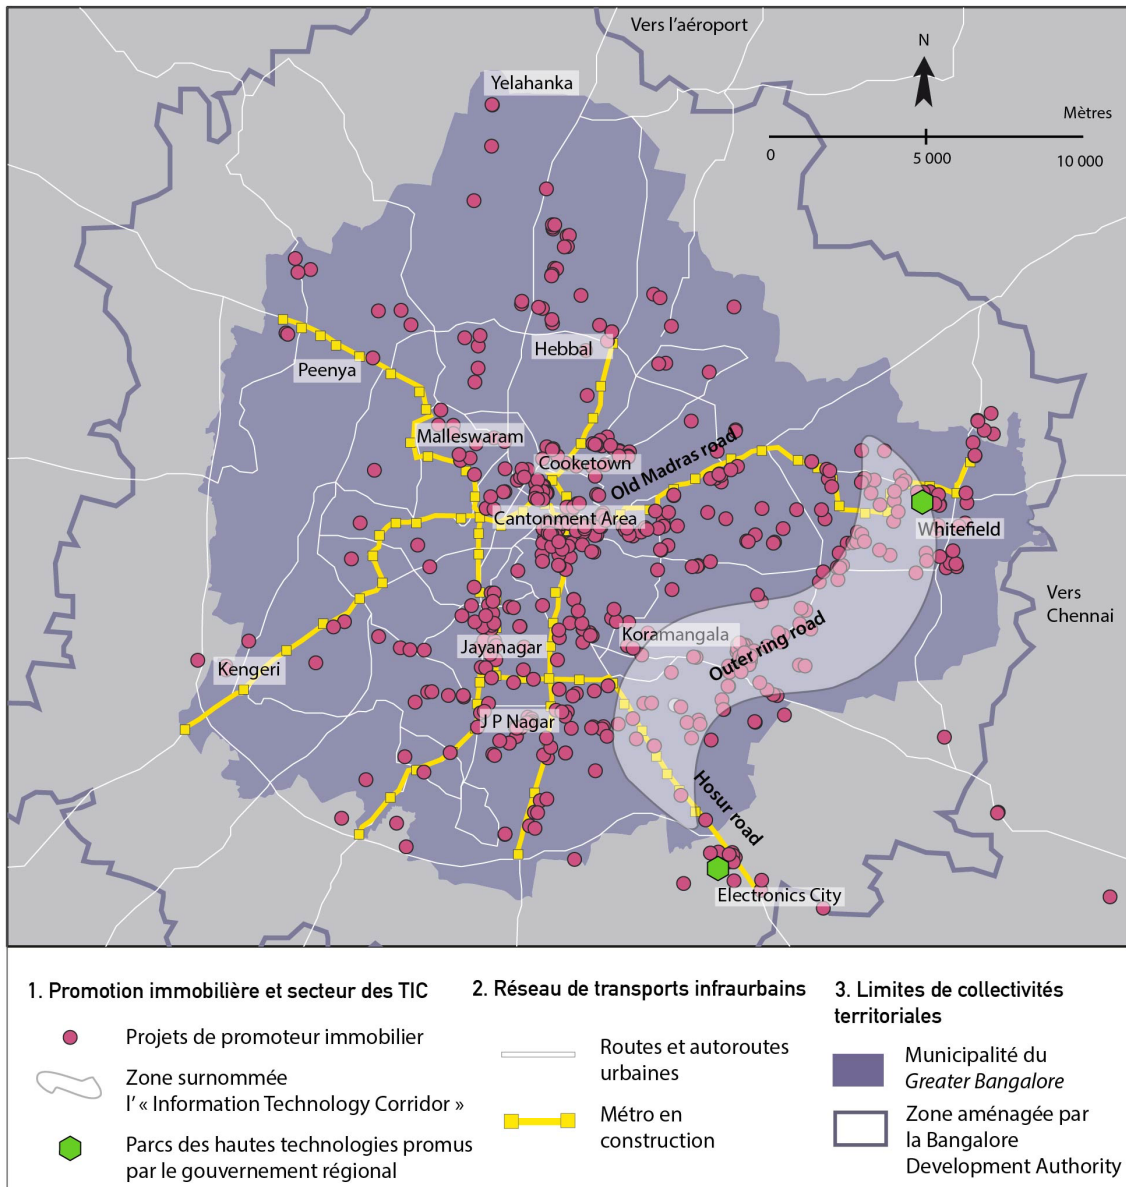 Vers l'aéroport
N
Yelahanka
Mètres
0
5 000
10 000
Hebbal
Peenya
Malleswaram
Cooketown
Old Madras road
Cantonment Area
Whitefield
Vers
Chennai
Koramangala
Jayanagar
Outer ring road
Kengeri
J P Nagar
Hosur road
Electronics City
1. Promotion immobilière et secteur des TIC
Projets de promoteur immobilier
Zone surnommée
l'« Information Technology Corridor »
Parcs des hautes technologies promus
par le gouvernement régional
2. Réseau de transports infraurbains
Routes et autoroutes
urbaines
Métro en
construction
3. Limites de collectivités
territoriales
Municipalité du
Greater Bangalore
Zone aménagée par
la Bangalore
Development Authority